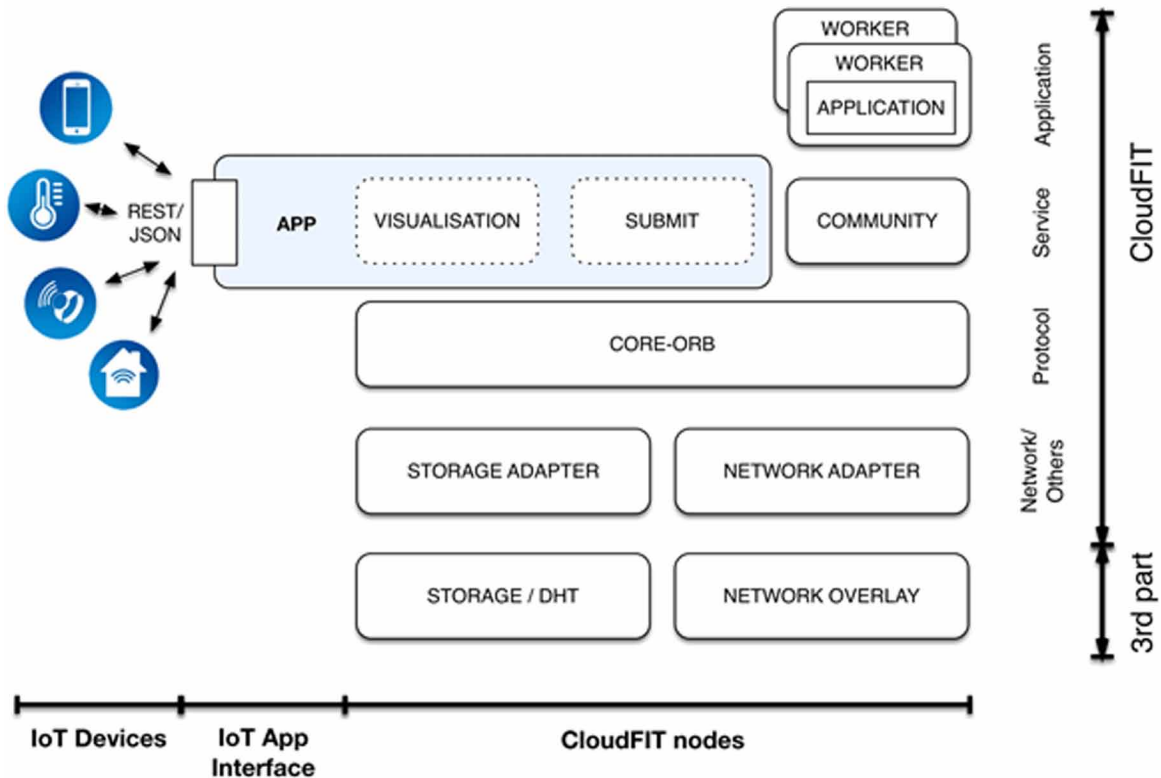 WORKER
WORKER
APPLICATION
Application
REST/
JSON
APP
VISUALISATION
SUBMIT
COMMUNITY
Service
CloudFIT
CORE-ORB
Protocol
STORAGE ADAPTER
NETWORK ADAPTER
Network/
Others
STORAGE / DHT
NETWORK OVERLAY
3rd part
IoT Devices
IoT App
Interface
CloudFIT nodes